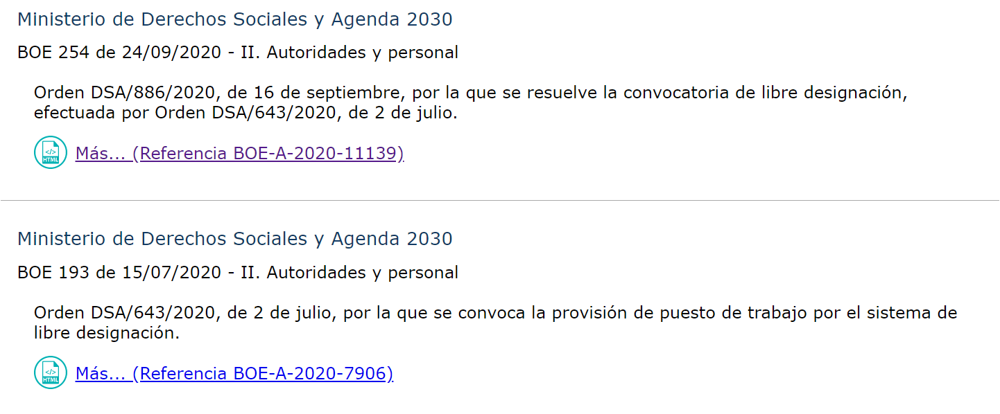 Ministerio de Derechos Sociales y Agenda 2030
BOE 254 de 24/09/2020 - II. Autoridades y personal
Orden DSA/886/2020, de 16 de septiembre, por la que se resuelve la convocatoria de libre designación,
efectuada por Orden DSA/643/2020, de 2 de julio.
</>
HTML
Más... (Referencia BOE-A-2020-11139)
Ministerio de Derechos Sociales y Agenda 2030
BOE 193 de 15/07/2020 - II. Autoridades y personal
Orden DSA/643/2020, de 2 de julio, por la que se convoca la provisión de puesto de trabajo por el sistema de
libre designación.
</>
HTML
Más... (Referencia BOE-A-2020-7906)